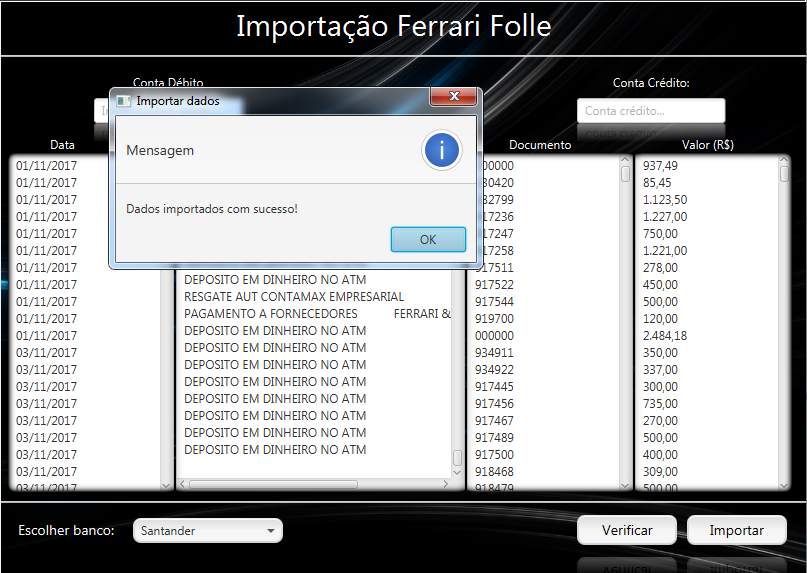 Importação Ferrari Folle
Conta Débito
Conta Crédito:
Conta crédito...
Importar dados
Mensagem
Dados importados com sucesso!
OK
Data
01/11/2017
01/11/2017
01/11/2017
01/11/2017
01/11/2017
01/11/2017
01/11/2017
01/11/2017
01/11/2017
01/11/2017
01/11/2017
03/11/2017
03/11/2017
03/11/2017
03/11/2017
03/11/2017
03/11/2017
03/11/2017
03/11/2017
03/11/2017
DEPOSITO EM DINHEIRO NO ATM
RESGATE AUT CONTAMAX EMPRESARIAL
PAGAMENTO A FORNECEDORES FERRARI &
DEPOSITO EM DINHEIRO NO ATM
DEPOSITO EM DINHEIRO NO ATM
DEPOSITO EM DINHEIRO NO ATM
DEPOSITO EM DINHEIRO NO ATM
DEPOSITO EM DINHEIRO NO ATM
DEPOSITO EM DINHEIRO NO ATM
DEPOSITO EM DINHEIRO NO ATM
DEPOSITO EM DINHEIRO NO ATM
Documento
000000
930420
932799
917236
917247
917258
917511
917522
917544
919700
000000
934911
934922
917445
917456
917467
917489
917500
918468
918479
Valor (R$)
937,49
85,45
1.123,50
1.227,00
750,00
1.221,00
278,00
450,00
500,00
120,00
2.484,18
350,00
337,00
300,00
735,00
270,00
500,00
400,00
309,00
500,00
Escolher banco:
Santander
Verificar
Importar